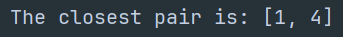 The closest pair is: [1, 4]